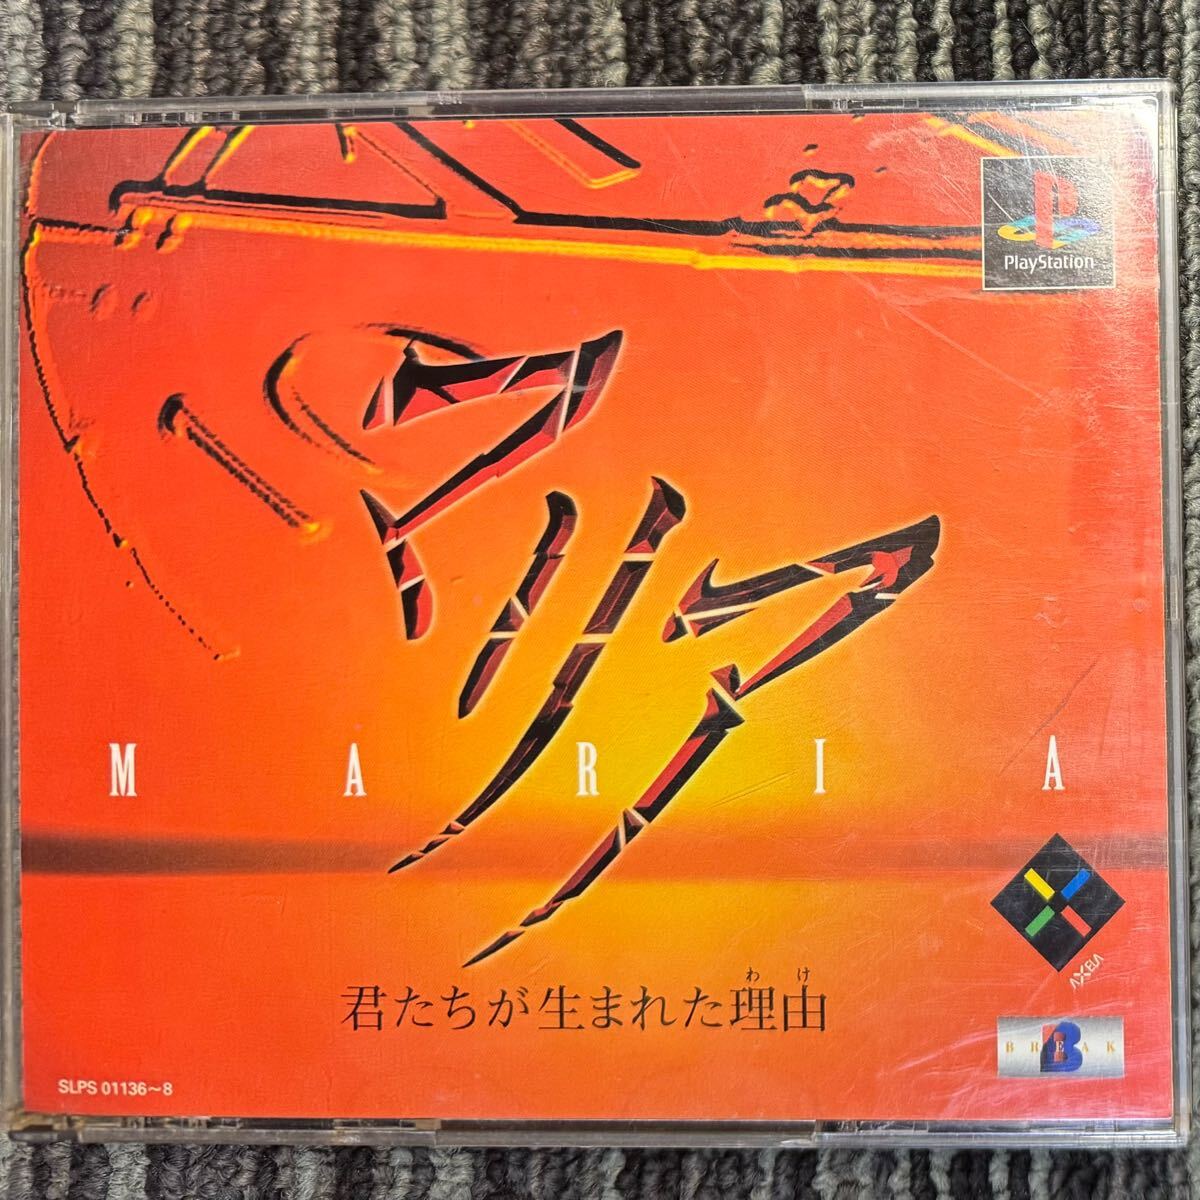 PlayStation
マリア
MARIA
AXELA
わけ
君たちが生まれた理由
BREAK
SLPS 01136～8